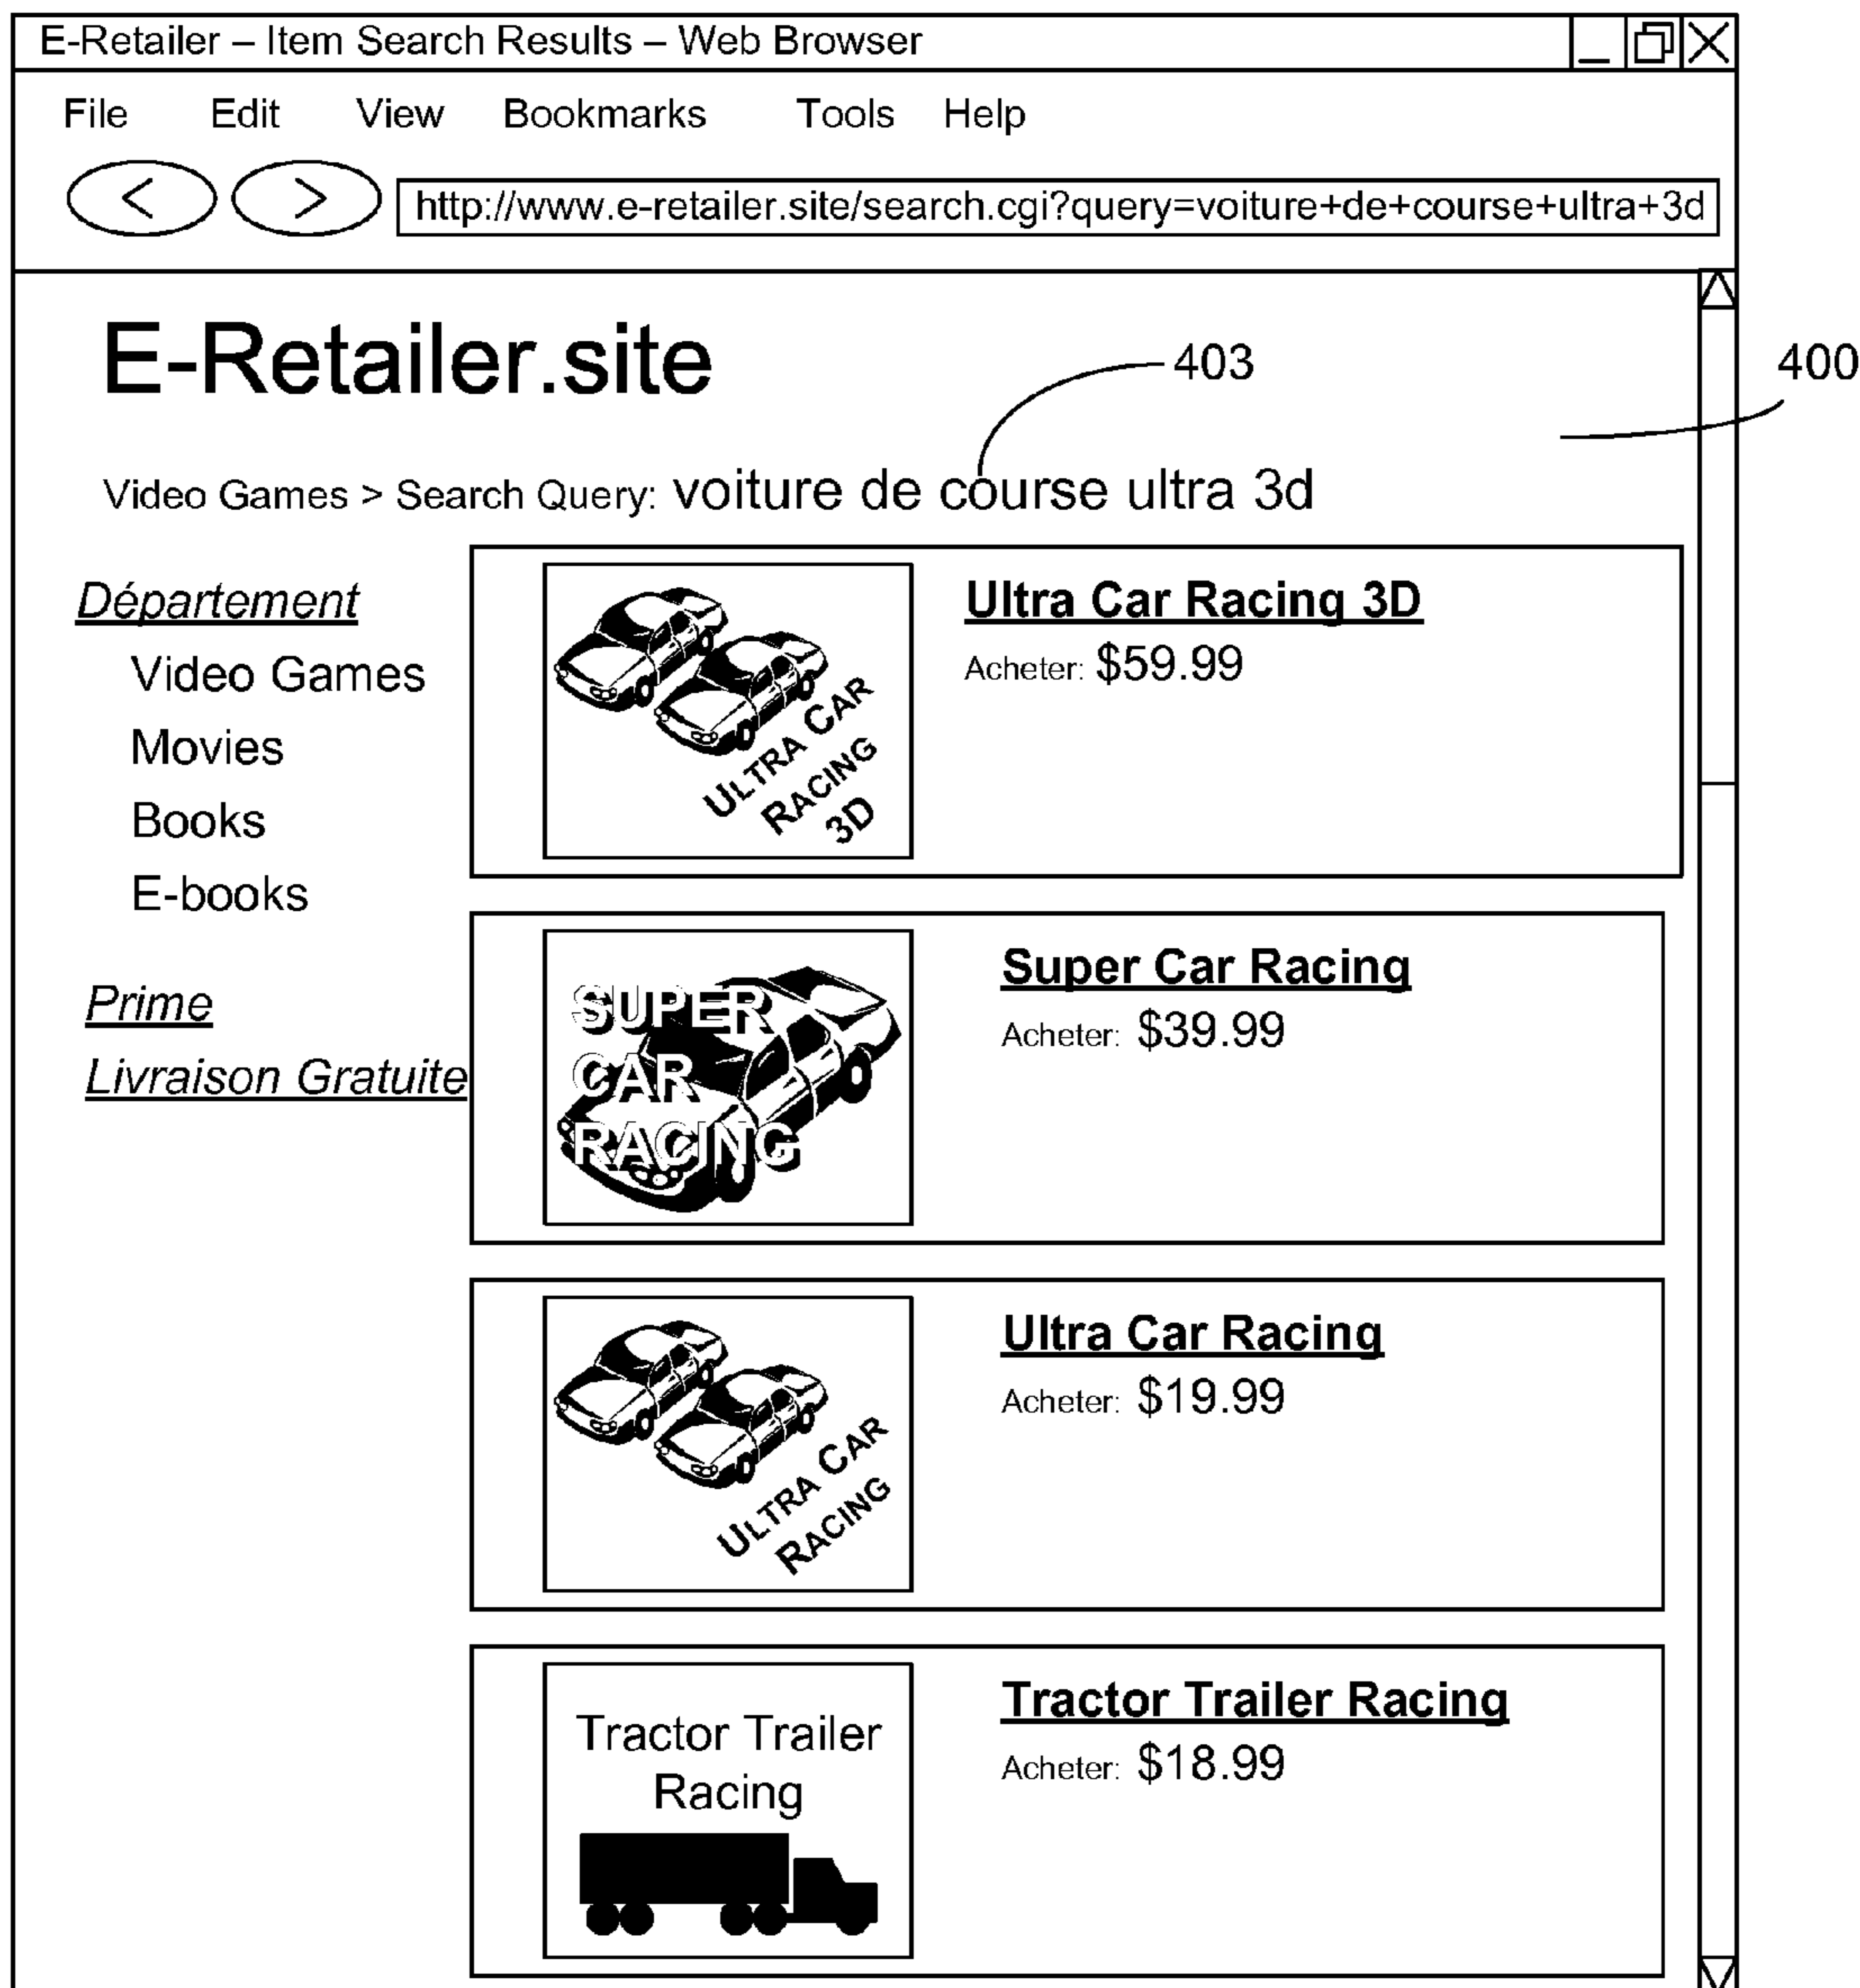 E-Retailer – Item Search Results – Web Browser
File Edit View Bookmarks Tools Help
< > http://www.e-retailer.site/search.cgi?query=voiture+de+course+ultra+3d
E-Retailer.site
403
400
Video Games > Search Query: voiture de course ultra 3d
Département
Video Games
Movies
Books
E-books
Prime
Livraison Gratuite
ULTRA CAR
RACING
3D
Ultra Car Racing 3D
Acheter: $59.99
SUPER
CAR
RACING
Super Car Racing
Acheter: $39.99
ULTRA CAR
RACING
Ultra Car Racing
Acheter: $19.99
Tractor Trailer
Racing
Tractor Trailer Racing
Acheter: $18.99